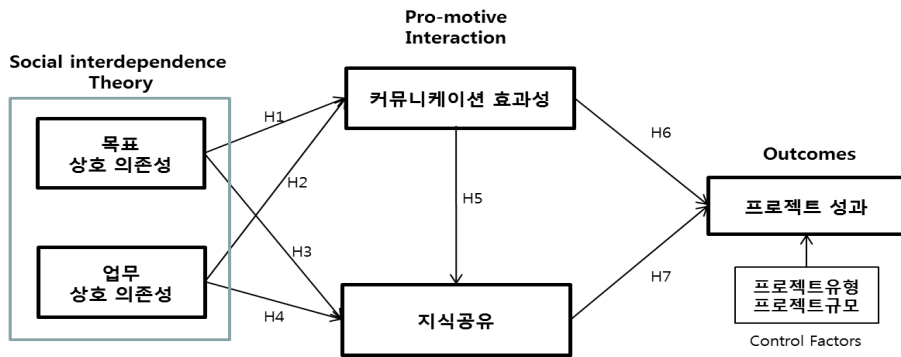 Pro-motive
Interaction
Social interdependence
Theory
커뮤니케이션 효과성
H1
목표
상호 의존성
H6
Outcomes
H2
H5
프로젝트 성과
H3
업무
상호 의존성
H7
프로젝트유형
프로젝트규모
H4
지식공유
Control Factors